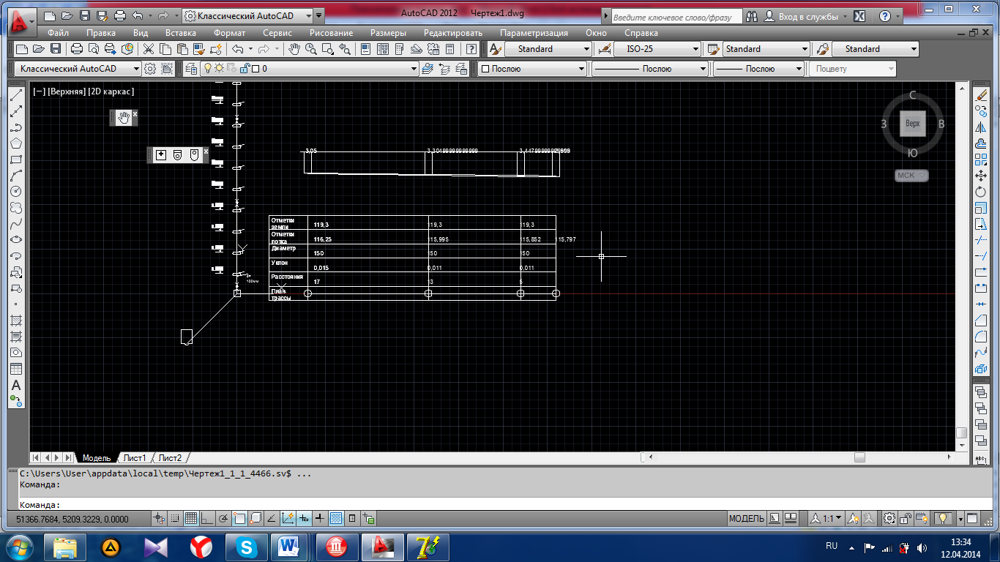 AutoCAD 2012 Чертеж1.dwg
Классический AutoCAD
Введите ключевое слово/фразу
Вход в службы
Файл Правка Вид Вставка Формат Сервис Рисование Размеры Редактировать Параметризация Окно Справка
Standard ISO-25 Standard Standard
Классический AutoCAD 0 Послою Послою Послою Поцвету
[−] [Верхняя] [2D каркас]
С
З Верх В
Ю
МСК
3,05 3,30499999999999
Отметки земли 119,3 119,3 119,3
Отметки лотка 116,25 115,995 115,852 115,797
Диаметр 150 150 150
Уклон 0,015 0,011 0,011
Расстояния 17 13 5
План трассы
100мм
Модель Лист1 Лист2
C:\Users\User\appdata\local\temp\Чертеж1_1_1_4466.sv$ ...
Команда:
Команда:
51366.7684, 5209.3229, 0.0000
МОДЕЛЬ 1:1
RU
13:34
12.04.2014